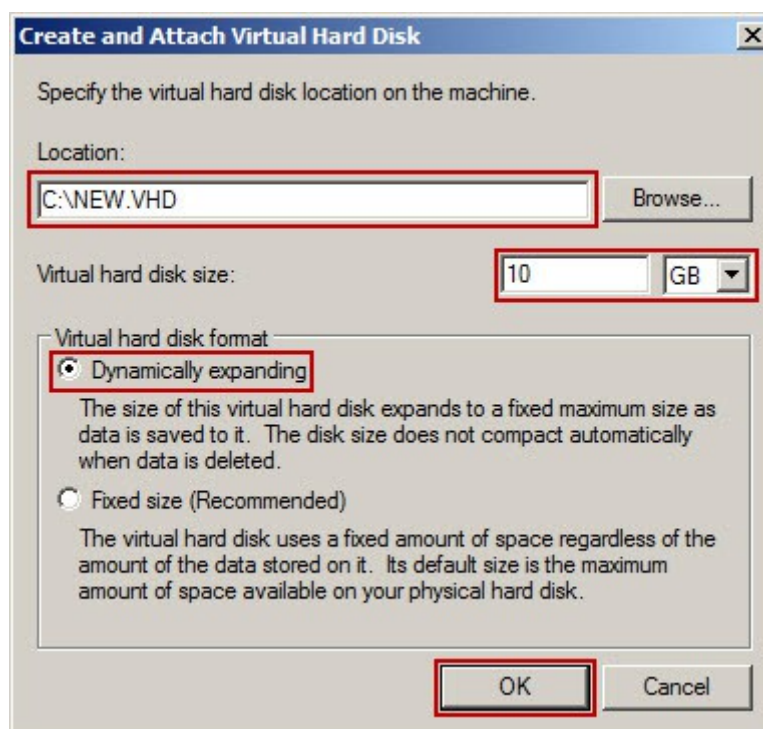 Create and Attach Virtual Hard Disk
Specify the virtual hard disk location on the machine.
Location:
C:\NEW.VHD Browse...
Virtual hard disk size: 10 GB
Virtual hard disk format
Dynamically expanding
The size of this virtual hard disk expands to a fixed maximum size as
data is saved to it. The disk size does not compact automatically
when data is deleted.
Fixed size (Recommended)
The virtual hard disk uses a fixed amount of space regardless of the
amount of the data stored on it. Its default size is the maximum
amount of space available on your physical hard disk.
OK Cancel